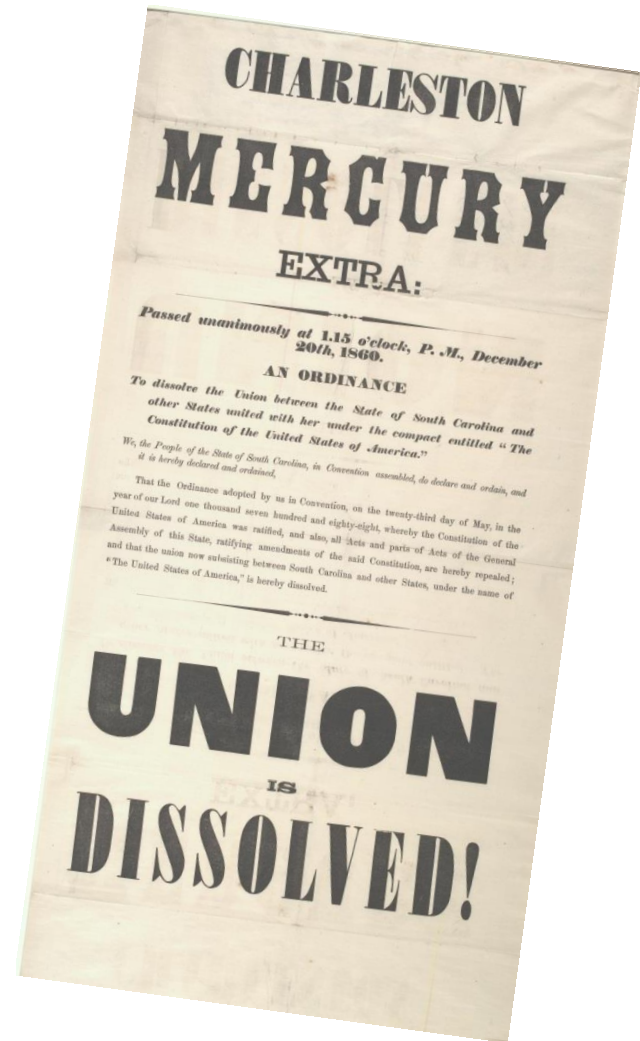 CHARLESTON
MERCURY
EXTRA:
Passed unanimously at 1.15 o'clock, P. M., December
20th, 1860.
AN ORDINANCE
To dissolve the Union between the State of South Carolina and
other States united with her under the compact entitled “ The
Constitution of the United States of America.”
We, the People of the State of South Carolina, in Convention assembled, do declare and ordain, and
it is hereby declared and ordained,
That the Ordinance adopted by us in Convention, on the twenty-third day of May, in the
year of our Lord one thousand seven hundred and eighty-eight, whereby the Constitution of the
United States of America was ratified, and also, all Acts and parts of Acts of the General
Assembly of this State, ratifying amendments of the said Constitution, are hereby repealed ;
and that the union now subsisting between South Carolina and other States, under the name of
“ The United States of America,” is hereby dissolved.
THE
UNION
IS
DISSOLVED!